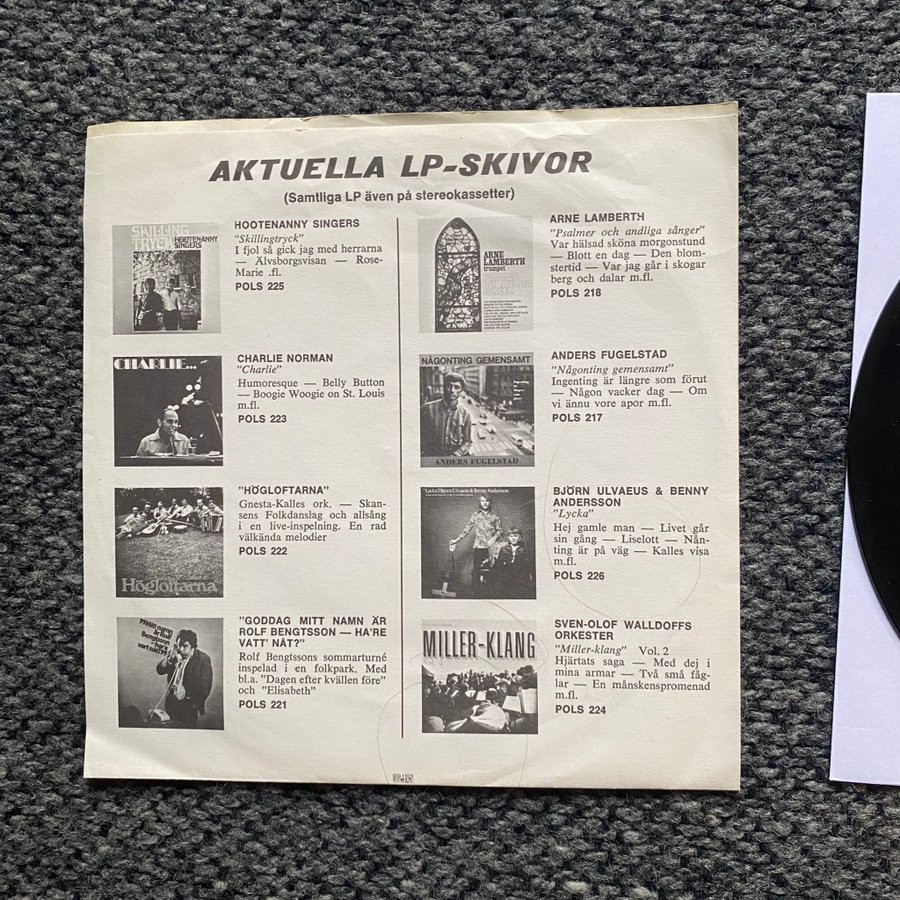 AKTUELLA LP-SKIVOR
(Samtliga LP även på stereokassetter)
SKILLING
TRYCK
HOOTENANNY
SINGERS
HOOTENANNY SINGERS
"Skillingtryck"
I fjol så gick jag med herrarna
— Älvsborgsvisan — Rose-
Marie .fl.
POLS 225
CHARLIE...
CHARLIE NORMAN
"Charlie"
Humoresque — Belly Button
— Boogie Woogie on St. Louis
m.fl.
POLS 223
Högloftarna
"HÖGLOFTARNA"
Gnesta-Kalles ork. — Skan-
sens Folkdanslag och allsång
i en live-inspelning. En rad
välkända melodier
POLS 222
"GODDAG MITT NAMN ÄR
ROLF BENGTSSON — HA'RE
VATT' NÅT?"
Rolf Bengtssons sommarturné
inspelad i en folkpark. Med
bl.a. "Dagen efter kvällen före"
och "Elisabeth"
POLS 221
ARNE
LAMBERTH
trumpet
ARNE LAMBERTH
"Psalmer och andliga sånger"
Var hälsad sköna morgonstund
— Blott en dag — Den blom-
stertid — Var jag går i skogar
berg och dalar m.fl.
POLS 218
NÅGONTING GEMENSAMT
ANDERS FUGELSTAD
ANDERS FUGELSTAD
"Någonting gemensamt"
Ingenting är längre som förut
— Någon vacker dag — Om
vi ännu vore apor m.fl.
POLS 217
"Lycka" Björn Ulvaeus & Benny Andersson
BJÖRN ULVAEUS & BENNY
ANDERSSON
"Lycka"
Hej gamle man — Livet går
sin gång — Liselott — Nån-
ting är på väg — Kalles visa
m.fl.
POLS 226
MILLER-KLANG
SVEN-OLOF WALLDOFFS
ORKESTER
"Miller-klang" Vol. 2
Hjärtats saga — Med dej i
mina armar — Två små fåg-
lar — En månskenspromenad
m.fl.
POLS 224